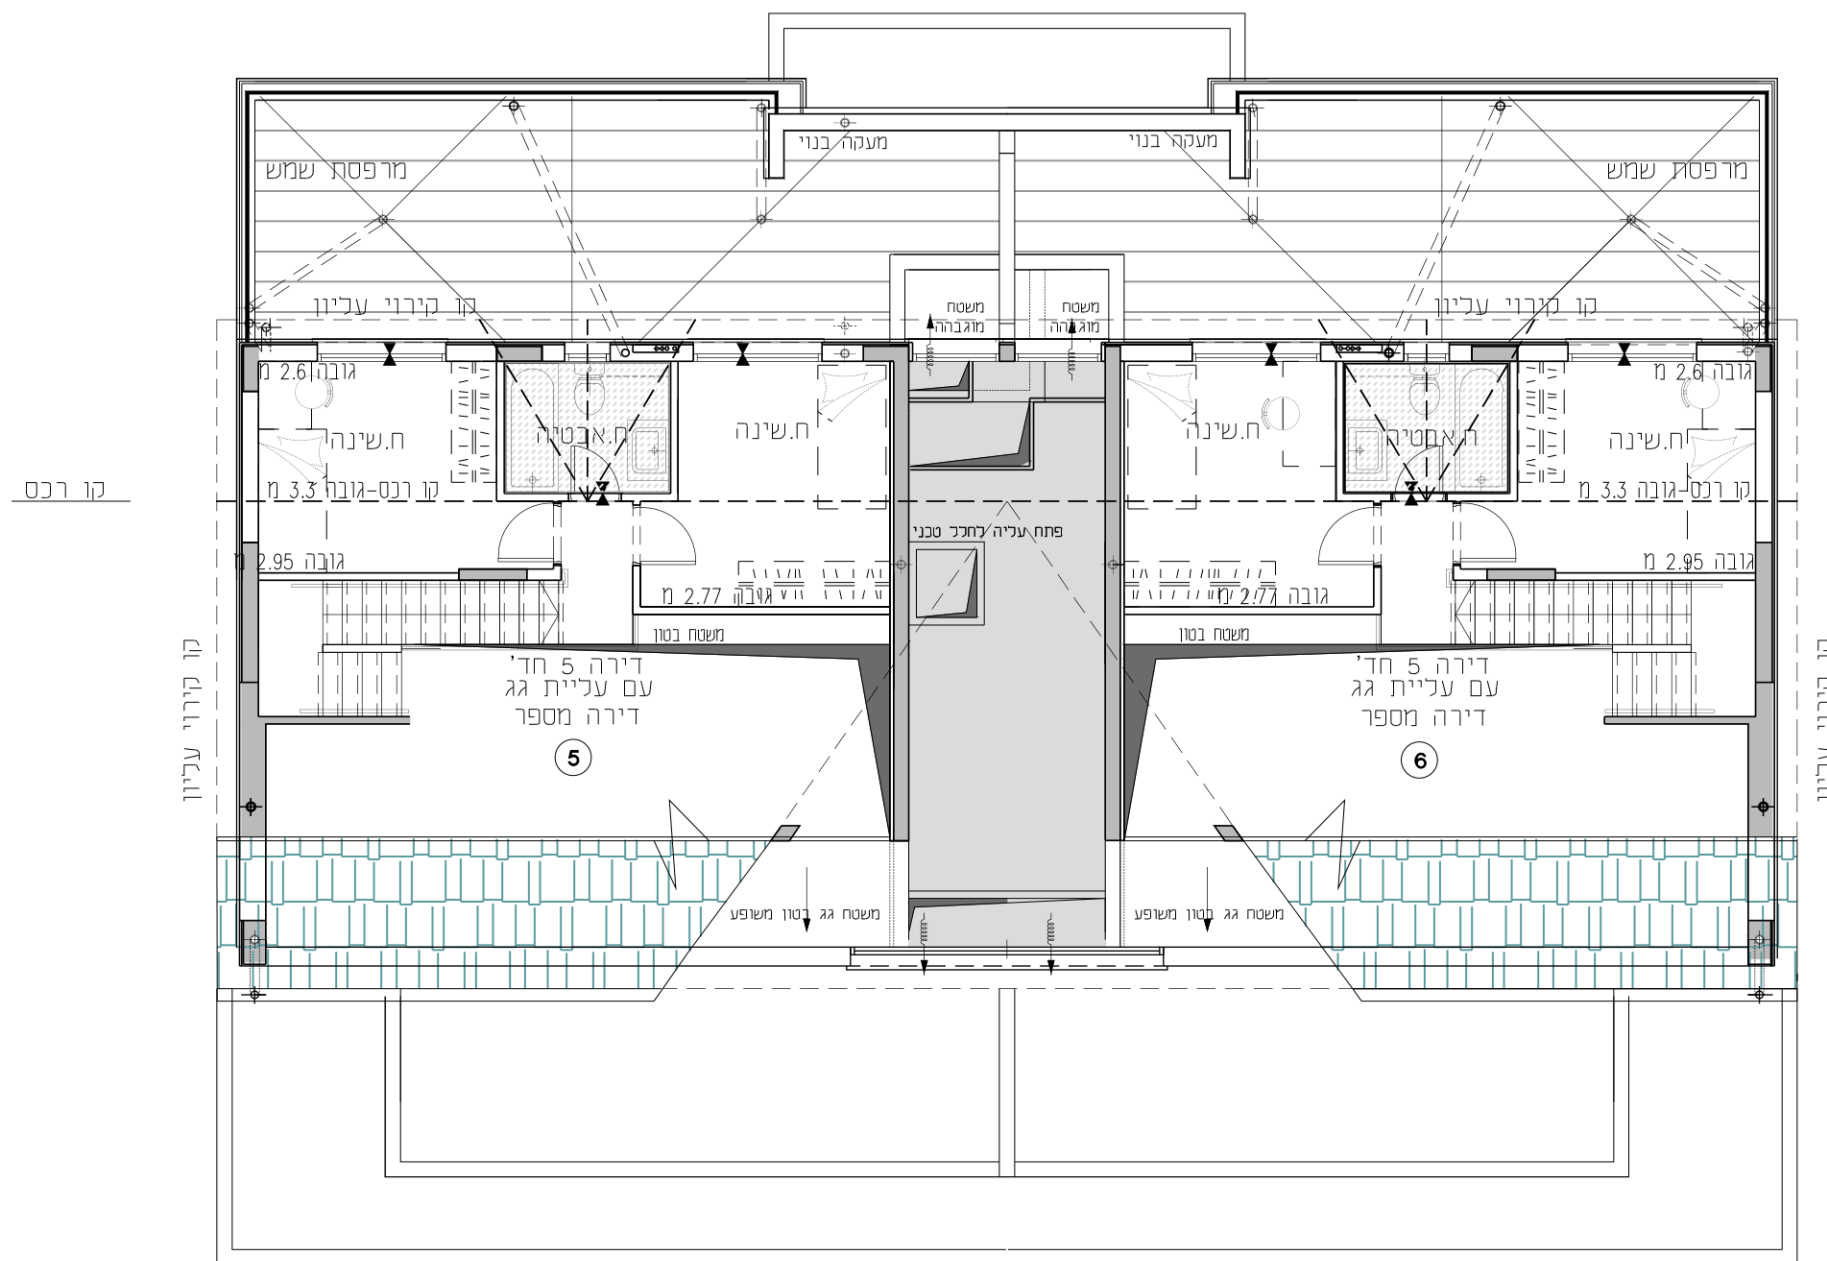 מעקה בנוי
מעקה בנוי
מרפסת שמש
מרפסת שמש
קו קירוי עליון
משטח
מוגבהה
משטח
מוגבהה
קו קירוי עליון
גובה 2.6 מ
גובה 2.6 מ
ח.שינה
ח.אמבטיה
ח.שינה
ח.שינה
ח.אמבטיה
ח.שינה
קו רכס
קו רכס-גובה 3.3 מ
קו רכס-גובה 3.3 מ
פתח עליה לחלל טכני
גובה 2.95 מ
גובה 2.95 מ
גובה 2.77 מ
גובה 2.77 מ
משטח בטון
משטח בטון
קו קירוי עליון
קו קירוי עליון
דירה 5 חד'
עם עליית גג
דירה מספר
5
דירה 5 חד'
עם עליית גג
דירה מספר
6
משטח גג בטון משופע
משטח גג בטון משופע